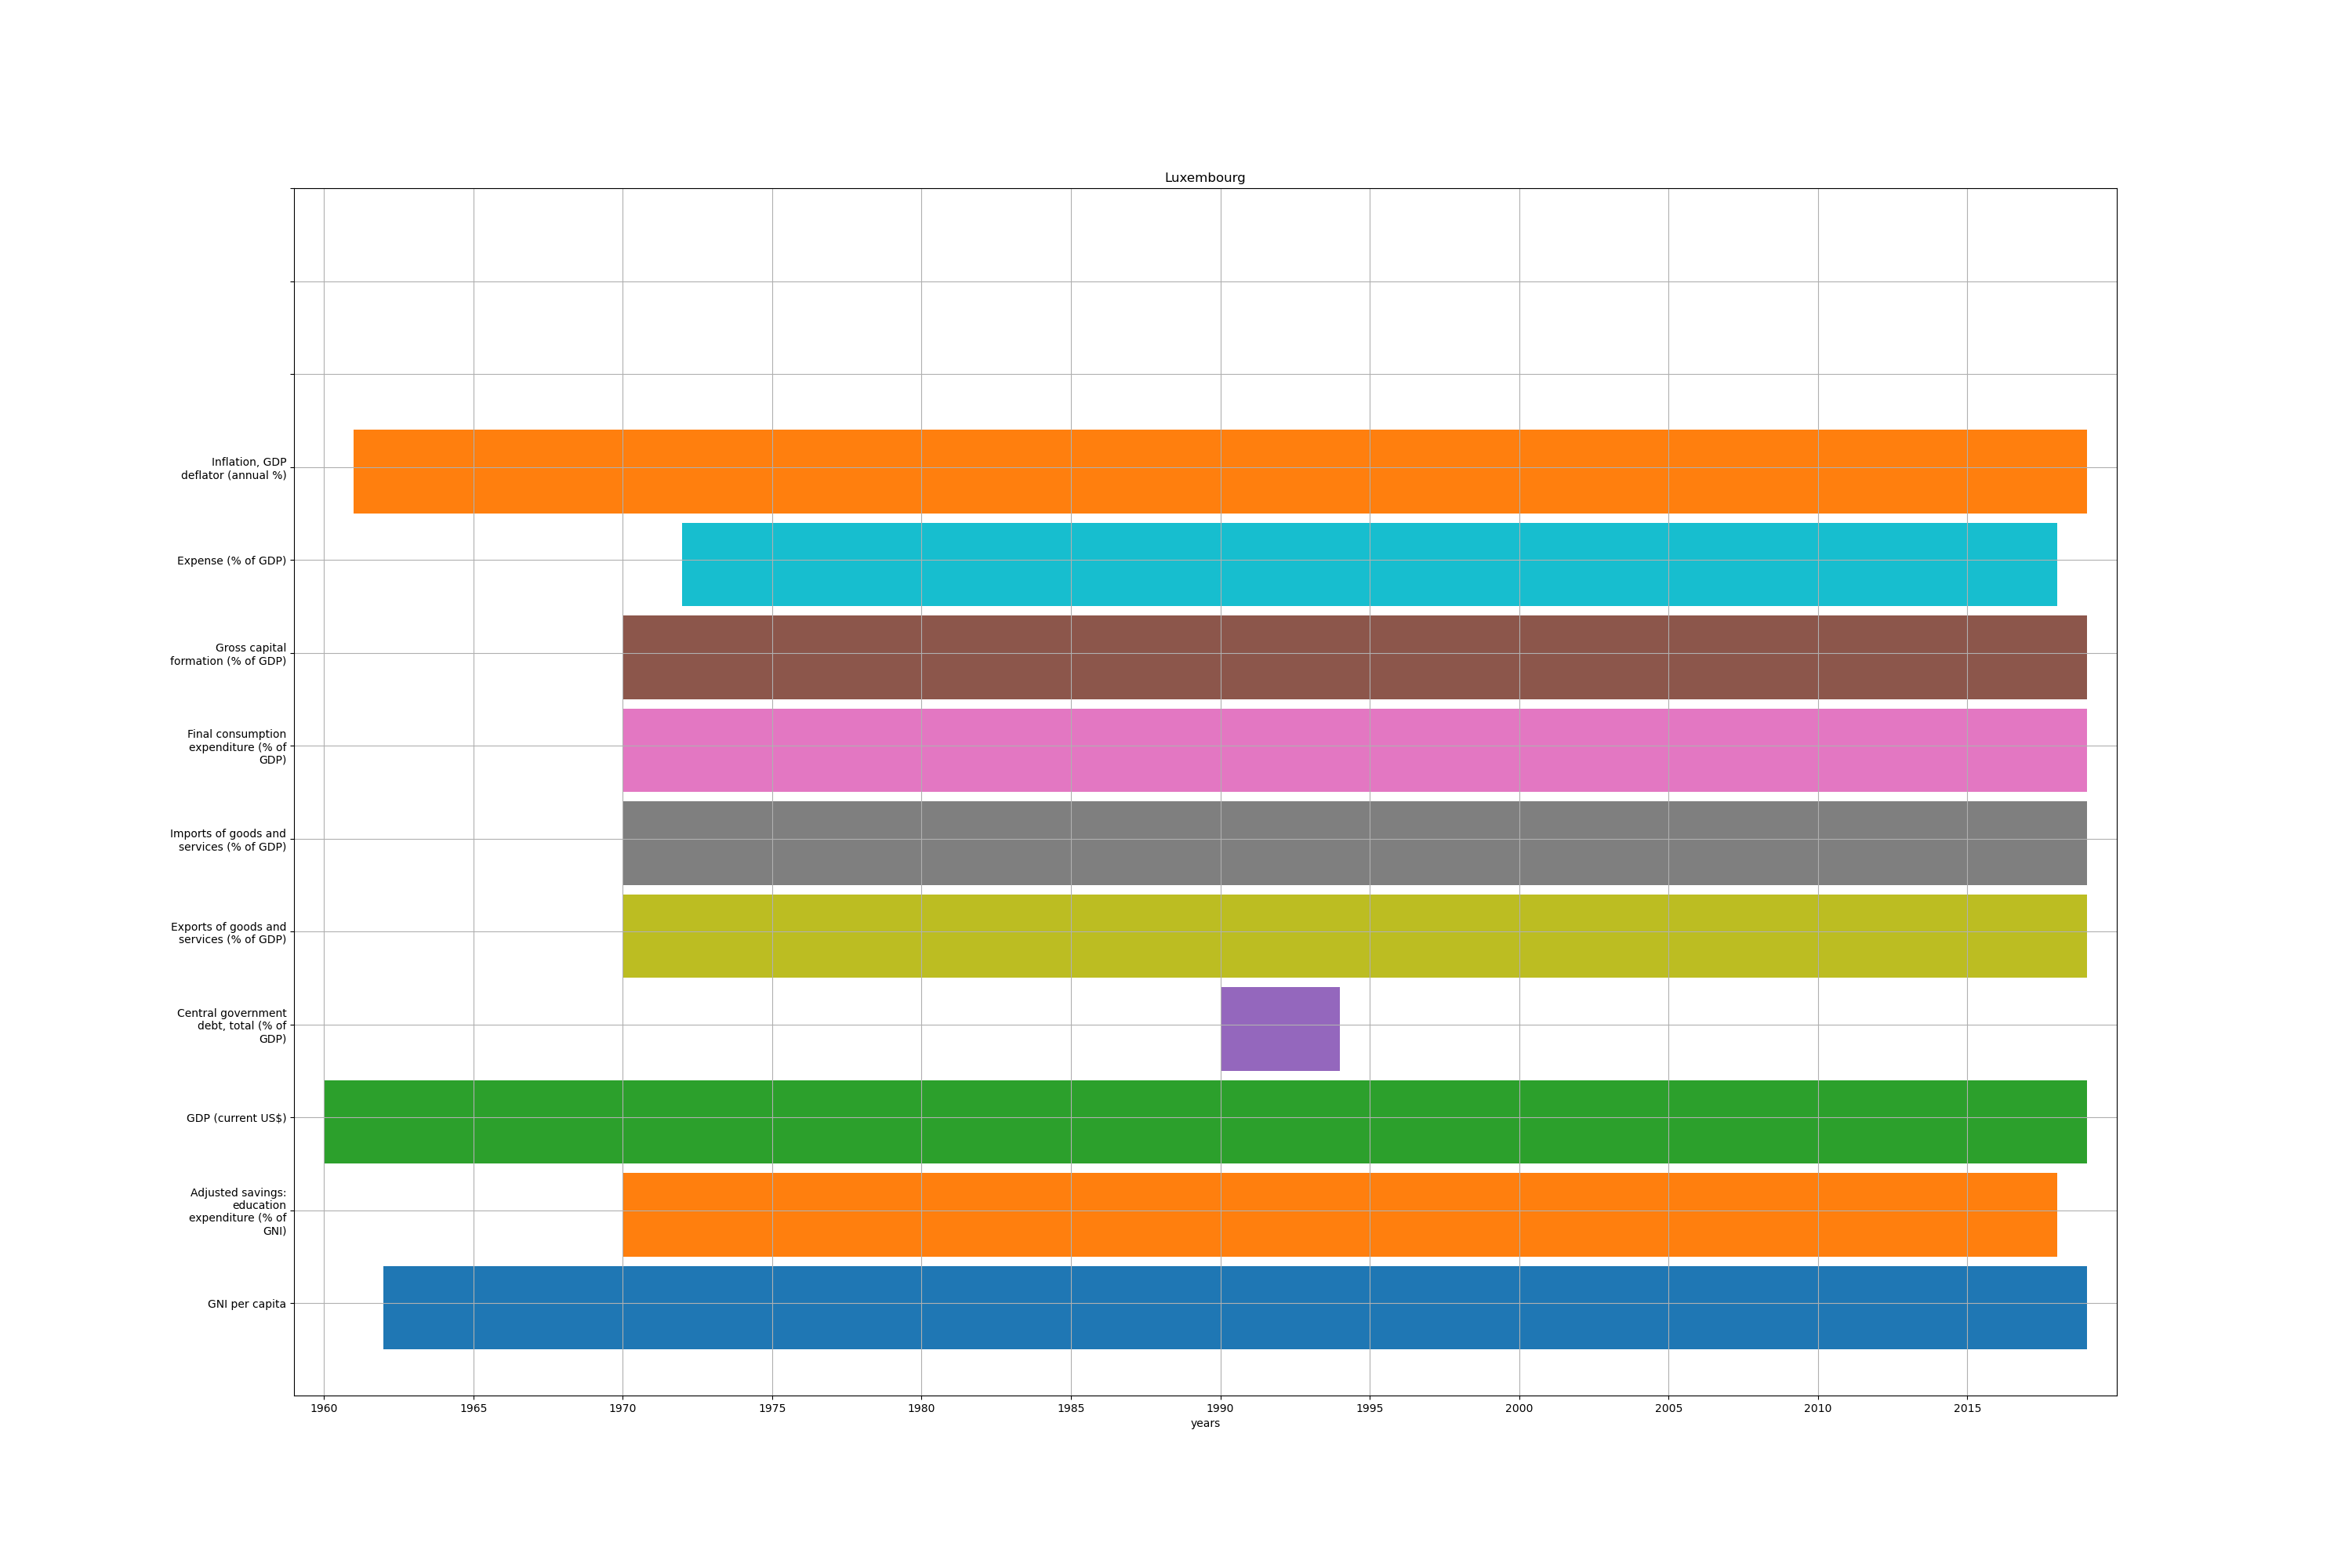 Luxembourg
Inflation, GDP
deflator (annual %)
Expense (% of GDP)
Gross capital
formation (% of GDP)
Final consumption
expenditure (% of
GDP)
Imports of goods and
services (% of GDP)
Exports of goods and
services (% of GDP)
Central government
debt, total (% of
GDP)
GDP (current US$)
Adjusted savings:
education
expenditure (% of
GNI)
GNI per capita
1960 1965 1970 1975 1980 1985 1990 1995 2000 2005 2010 2015
years